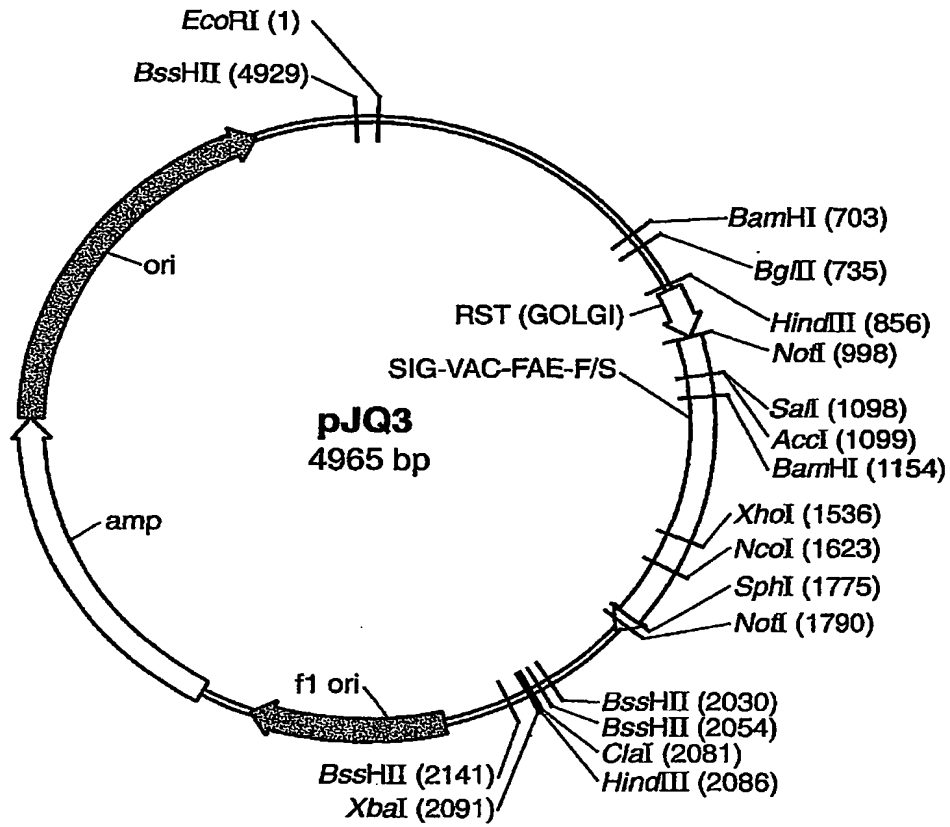 EcoRI (1)
BssHII (4929)
BamHI (703)
BglII (735)
RST (GOLGI)
HindIII (856)
NotI (998)
SIG-VAC-FAE-F/S
SalI (1098)
AccI (1099)
BamHI (1154)
ori
pJQ3
4965 bp
amp
XhoI (1536)
NcoI (1623)
SphI (1775)
NotI (1790)
f1 ori
BssHII (2030)
BssHII (2054)
ClaI (2081)
HindIII (2086)
BssHII (2141)
XbaI (2091)